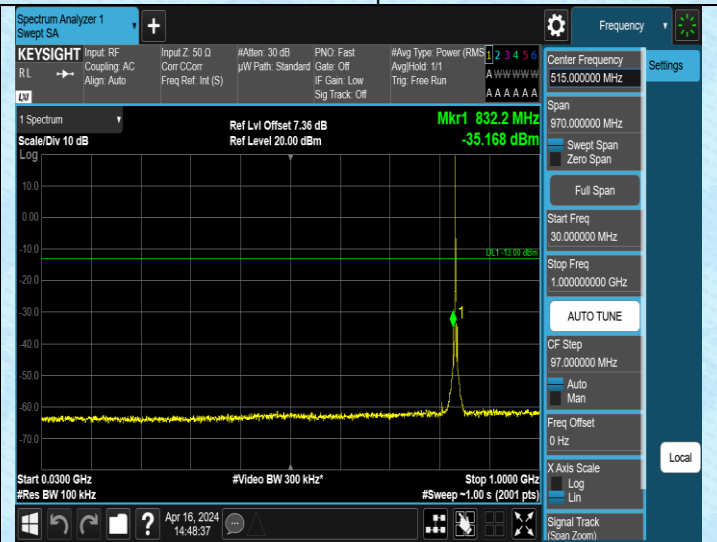 Spectrum Analyzer 1
Swept SA
+
Frequency
KEYSIGHT
RL
LXI
Input: RF
Coupling: AC
Align: Auto
Input Z: 50 Ω
Corr CCorr
Freq Ref: Int (S)
#Atten: 30 dB
µW Path: Standard
PNO: Fast
Gate: Off
IF Gain: Low
Sig Track: Off
#Avg Type: Power (RMS
Avg|Hold: 1/1
Trig: Free Run
1 2 3 4 5 6
A W W W W W
A A A A A A
1 Spectrum
Scale/Div 10 dB
Log
Ref Lvl Offset 7.36 dB
Ref Level 20.00 dBm
Mkr1 832.2 MHz
-35.168 dBm
10.0
0.00
-10.0
DL1 -13.00 dBm
-20.0
-30.0
1
-40.0
-50.0
-60.0
-70.0
Start 0.0300 GHz
#Res BW 100 kHz
#Video BW 300 kHz*
Stop 1.0000 GHz
#Sweep ~1.00 s (2001 pts)
?
Apr 16, 2024
14:48:37
Settings
Center Frequency
515.000000 MHz
Span
970.000000 MHz
Swept Span
Zero Span
Full Span
Start Freq
30.000000 MHz
Stop Freq
1.000000000 GHz
AUTO TUNE
CF Step
97.000000 MHz
Auto
Man
Freq Offset
0 Hz
X Axis Scale
Log
Lin
Signal Track
(Span Zoom)
Local